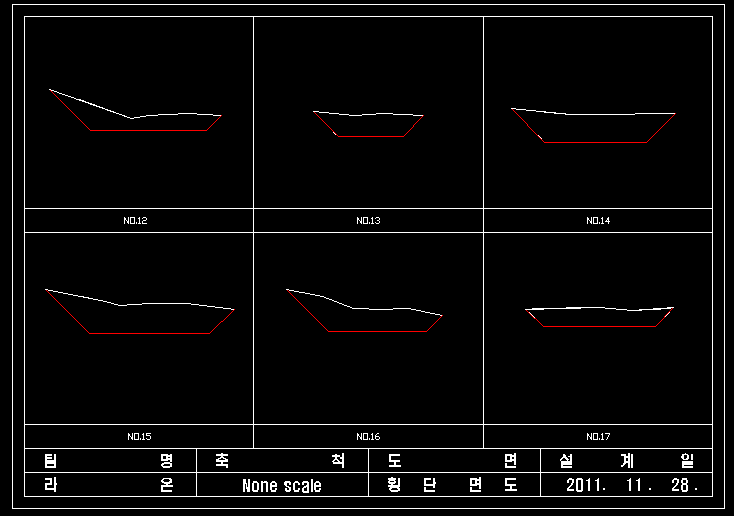 NO.12 NO.13 NO.14
NO.15 NO.16 NO.17
팀 명 축 척 도 면 설 계 일
라 온 None scale 횡 단 면 도 2011. 11. 28.